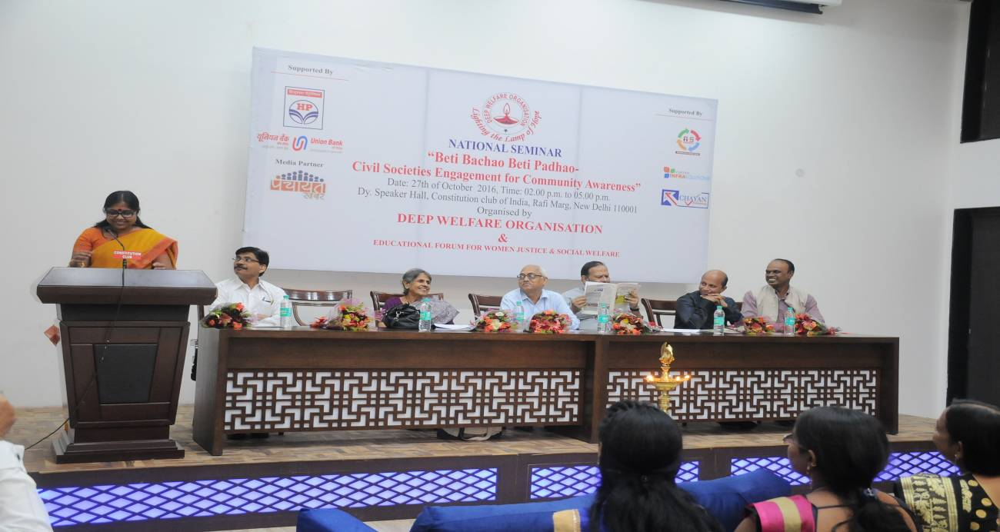 Supported By
हिन्दुस्तान पेट्रोलियम
HP
यूनियन बैंक
Union Bank
Media Partner
पंचायत
खबर
DEEP WELFARE ORGANISATION
Lighting the Lamp of Hope
NATIONAL SEMINAR
“Beti Bachao Beti Padhao-
Civil Societies Engagement for Community Awareness”
Date: 27th of October 2016, Time: 02.00 p.m. to 05.00 p.m.
Dy. Speaker Hall, Constitution club of India, Rafi Marg, New Delhi 110001
Organised by
DEEP WELFARE ORGANISATION
&
EDUCATIONAL FORUM FOR WOMEN JUSTICE & SOCIAL WELFARE
Supported By
INFRASOLUTIONS
CHAYAN
CONSTITUTION
CLUB